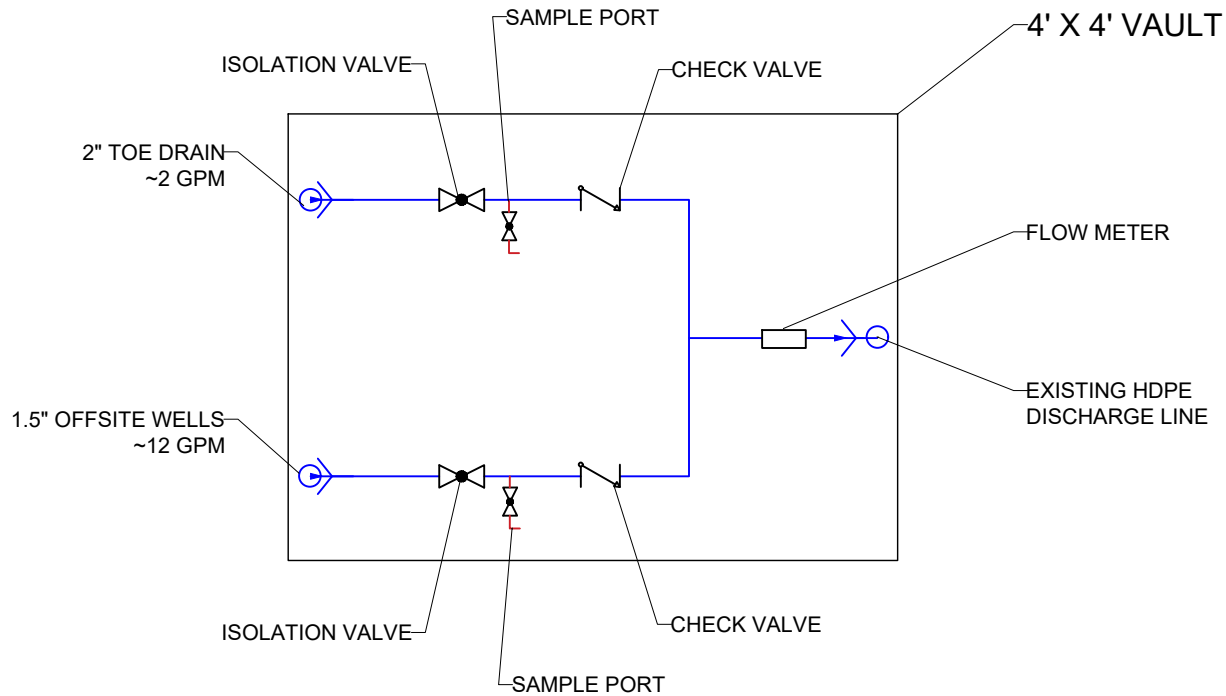 SAMPLE PORT
4' X 4' VAULT
ISOLATION VALVE
CHECK VALVE
2" TOE DRAIN
~2 GPM
FLOW METER
EXISTING HDPE
DISCHARGE LINE
1.5" OFFSITE WELLS
~12 GPM
ISOLATION VALVE
CHECK VALVE
SAMPLE PORT